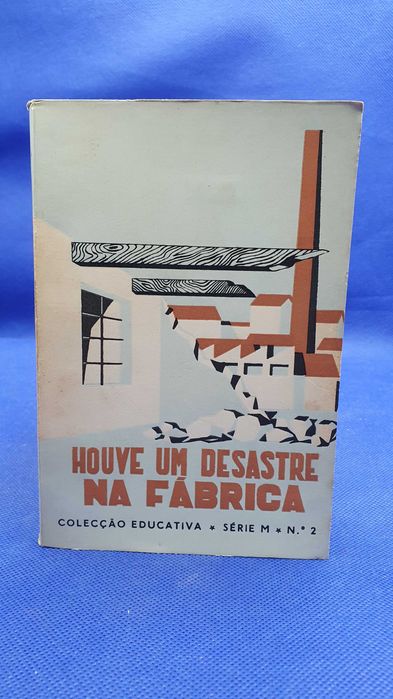 HOUVE UM DESASTRE
NA FÁBRICA
COLECÇÃO EDUCATIVA ★ SÉRIE M ★ N.º 2